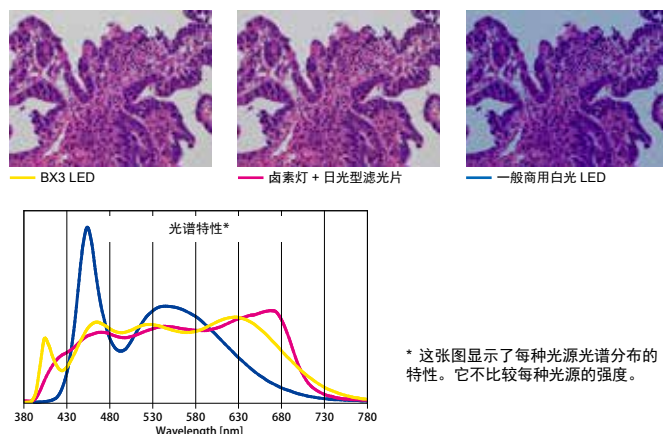 BX3 LED
卤素灯 + 日光型滤光片
一般商用白光 LED
光谱特性*
380 430 480 530 580 630 680 730 780
Wavelength [nm]
* 这张图显示了每种光源光谱分布的
特性。它不比较每种光源的强度。